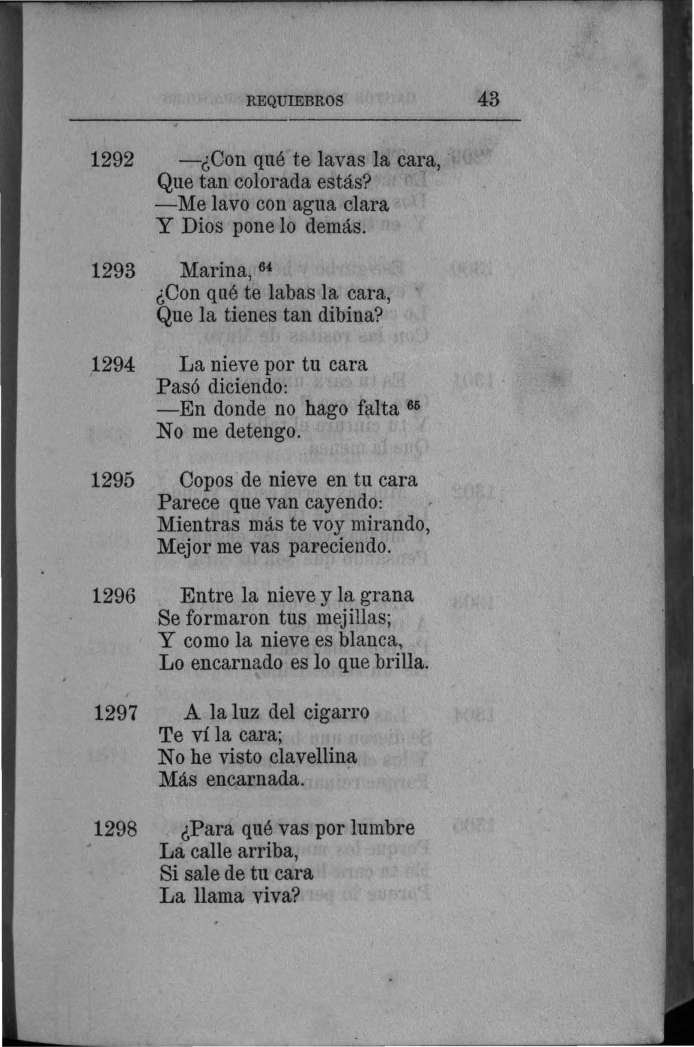 REQUIEBROS 43
1292 —¿Con qué te lavas la cara,
Que tan colorada estás?
—Me lavo con agua clara
Y Dios pone lo demás.
1293 Marina, 64
¿Con qué te labas la cara,
Que la tienes tan dibina?
1294 La nieve por tu cara
Pasó diciendo:
—En donde no hago falta 65
No me detengo.
1295 Copos de nieve en tu cara
Parece que van cayendo:
Mientras más te voy mirando,
Mejor me vas pareciendo.
1296 Entre la nieve y la grana
Se formaron tus mejillas;
Y como la nieve es blanca,
Lo encarnado es lo que brilla.
1297 A la luz del cigarro
Te ví la cara;
No he visto clavellina
Más encarnada.
1298 ¿Para qué vas por lumbre
La calle arriba,
Si sale de tu cara
La llama viva?